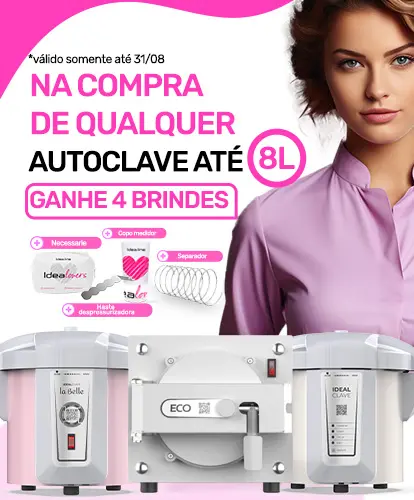 *válido somente até 31/08
NA COMPRA
DE QUALQUER
AUTOCLAVE ATÉ 8L
GANHE 4 BRINDES
+ Necessarie
+ Copo medidor
+ Separador
Idealovers
+ Haste
despressurizadora
la Belle
ECO
IDEAL
CLAVE